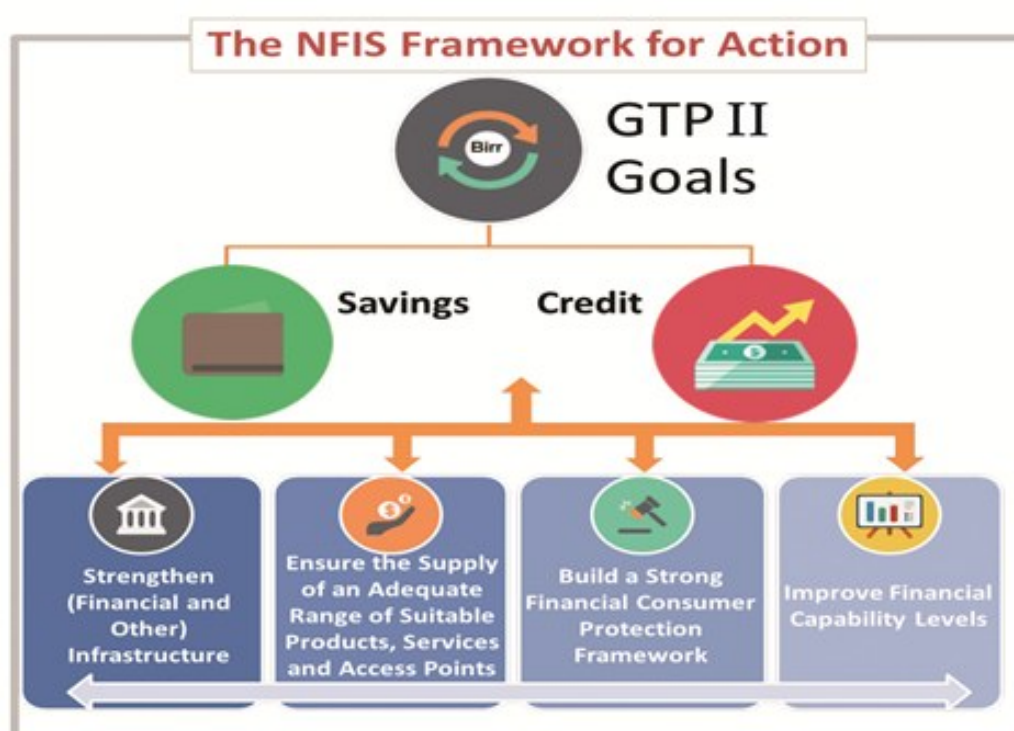 The NFIS Framework for Action
Birr
GTP II
Goals
Savings
Credit
Strengthen
(Financial and
Other)
Infrastructure
Ensure the Supply
of an Adequate
Range of Suitable
Products, Services
and Access Points
Build a Strong
Financial Consumer
Protection
Framework
Improve Financial
Capability Levels